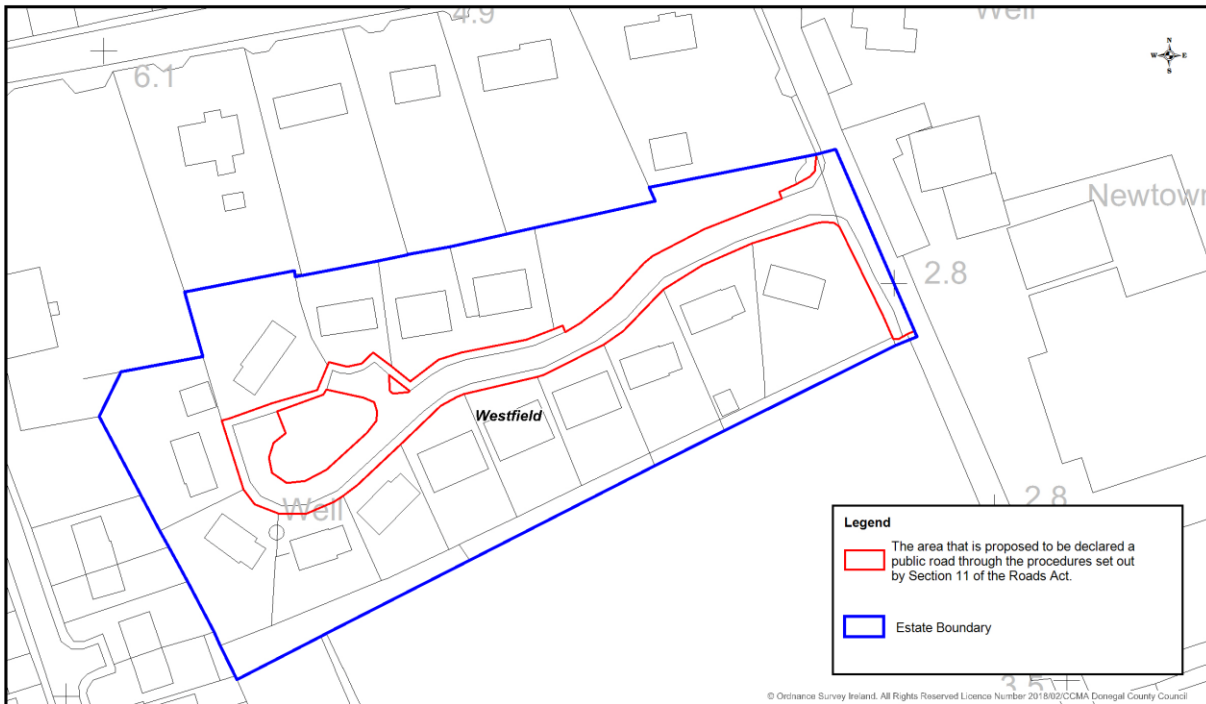 4.9
Well
N
W E
S
6.1
Newtown
2.8
Westfield
Well
2.8
Legend
The area that is proposed to be declared a
public road through the procedures set out
by Section 11 of the Roads Act.
Estate Boundary
3.5
© Ordnance Survey Ireland. All Rights Reserved Licence Number 2018/02/CCMA Donegal County Council